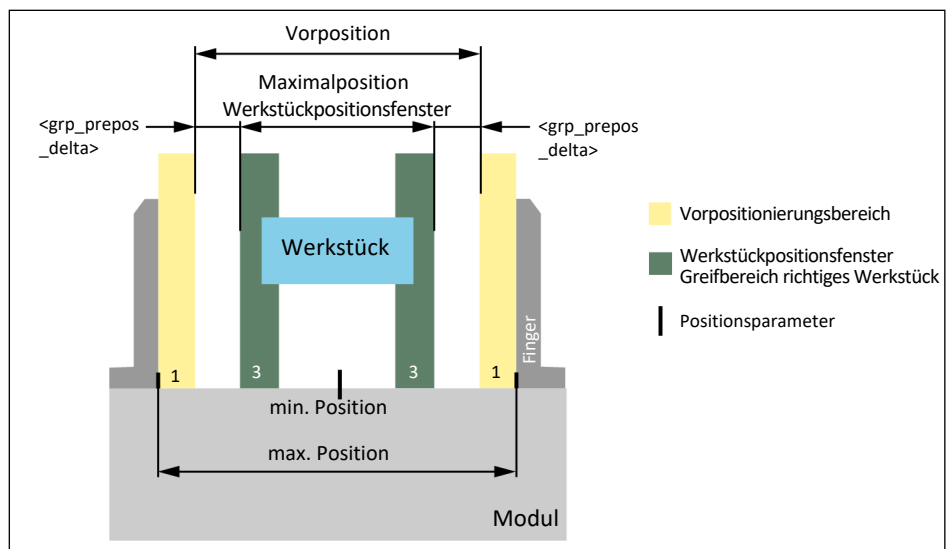 Vorposition
Maximalposition
Werkstückpositionsfenster
<grp_prepos
_delta>
<grp_prepos
_delta>
Werkstück
Vorpositionierungsbereich
Werkstückpositionsfenster
Greifbereich richtiges Werkstück
Positionsparameter
Finger
1
3
3
1
min. Position
max. Position
Modul